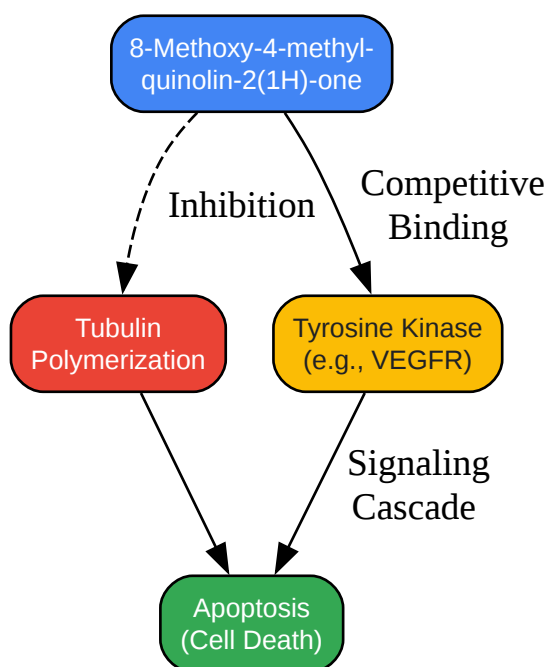 8-Methoxy-4-methyl-
quinolin-2(1H)-one
Inhibition
Competitive
Binding
Tubulin
Polymerization
Tyrosine Kinase
(e.g., VEGFR)
Signaling
Cascade
Apoptosis
(Cell Death)